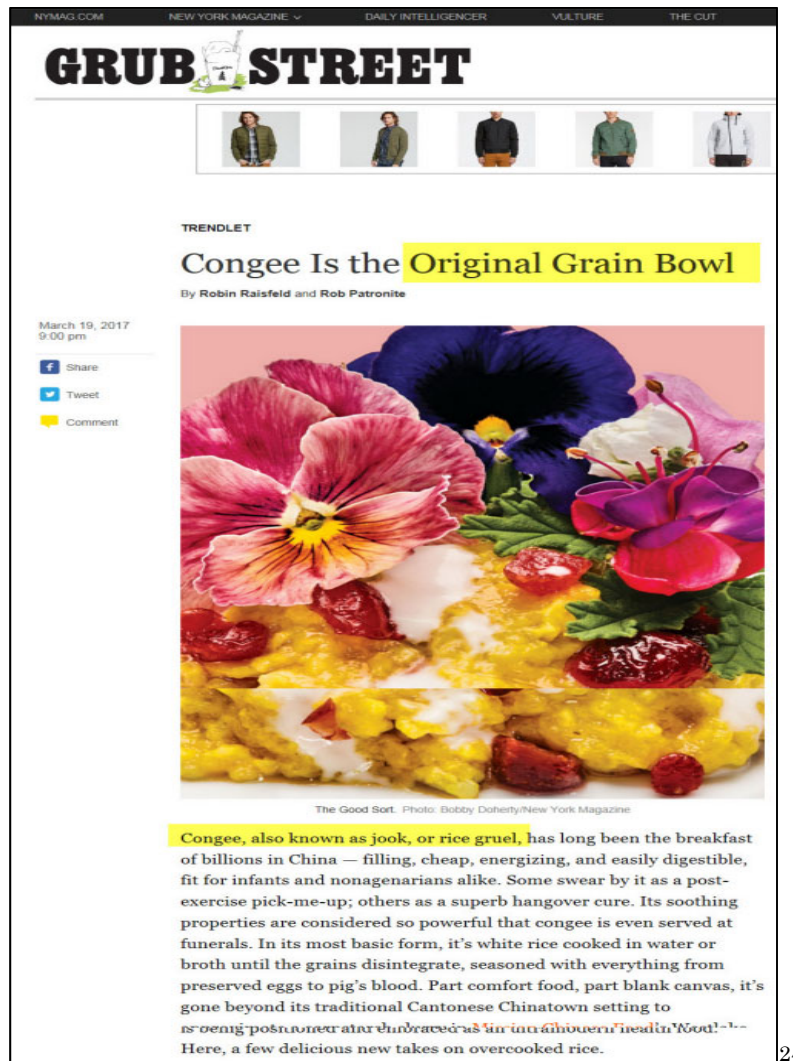 NYMAG.COM NEW YORK MAGAZINE DAILY INTELLIGENCER VULTURE THE CUT
GRUB STREET
TRENDLET
Congee Is the Original Grain Bowl
By Robin Raisfeld and Rob Patronite
March 19, 2017
9:00 pm
Share
Tweet
Comment
The Good Sort. Photo: Bobby Doherty/New York Magazine
Congee, also known as jook, or rice gruel, has long been the breakfast
of billions in China — filling, cheap, energizing, and easily digestible,
fit for infants and nonagenarians alike. Some swear by it as a post-
exercise pick-me-up; others as a superb hangover cure. Its soothing
properties are considered so powerful that congee is even served at
funerals. In its most basic form, it's white rice cooked in water or
broth until the grains disintegrate, seasoned with everything from
preserved eggs to pig's blood. Part comfort food, part blank canvas, it's
gone beyond its traditional Cantonese Chinatown setting to
Here, a few delicious new takes on overcooked rice.
2